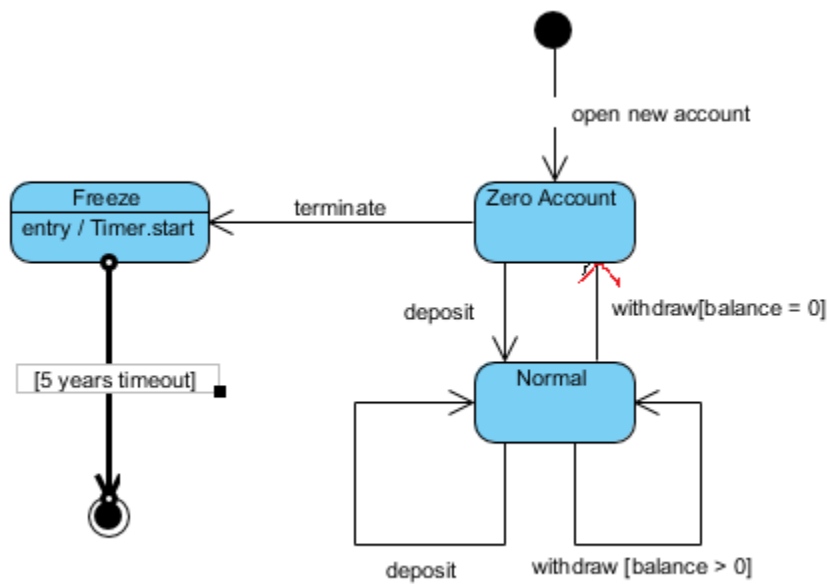 open new account
Freeze
entry / Timer.start
terminate
Zero Account
deposit
withdraw[balance = 0]
[5 years timeout]
Normal
deposit
withdraw [balance > 0]